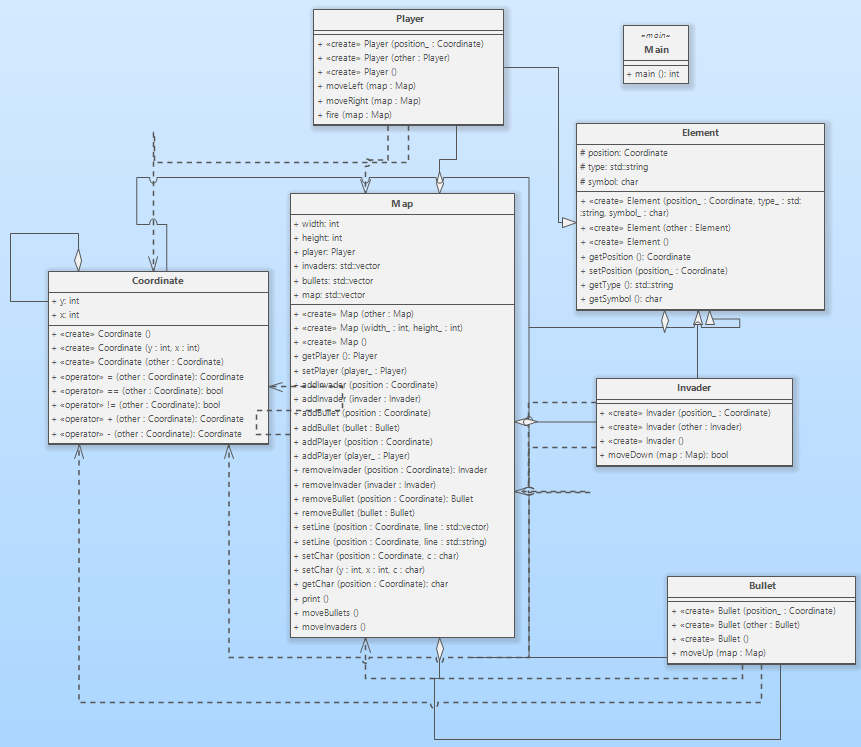 Player
+ «create» Player (position_ : Coordinate)
+ «create» Player (other : Player)
+ «create» Player ()
+ moveLeft (map : Map)
+ moveRight (map : Map)
+ fire (map : Map)
«main»
Main
+ main (): int
Element
# position: Coordinate
# type: std::string
# symbol: char
+ «create» Element (position_ : Coordinate, type_ : std:
:string, symbol_ : char)
+ «create» Element (other : Element)
+ «create» Element ()
+ getPosition (): Coordinate
+ setPosition (position_ : Coordinate)
+ getType (): std::string
+ getSymbol (): char
Map
+ width: int
+ height: int
+ player: Player
+ invaders: std::vector
+ bullets: std::vector
+ map: std::vector
+ «create» Map (other : Map)
+ «create» Map (width_ : int, height_ : int)
+ «create» Map ()
+ getPlayer (): Player
+ setPlayer (player_ : Player)
+ addInvader (position : Coordinate)
+ addInvader (invader : Invader)
+ addBullet (position : Coordinate)
+ addBullet (bullet : Bullet)
+ addPlayer (position : Coordinate)
+ addPlayer (player_ : Player)
+ removeInvader (position : Coordinate): Invader
+ removeInvader (invader : Invader)
+ removeBullet (position : Coordinate): Bullet
+ removeBullet (bullet : Bullet)
+ setLine (position : Coordinate, line : std::vector)
+ setLine (position : Coordinate, line : std::string)
+ setChar (position : Coordinate, c : char)
+ setChar (y : int, x : int, c : char)
+ getChar (position : Coordinate): char
+ print ()
+ moveBullets ()
+ moveInvaders ()
Coordinate
+ y: int
+ x: int
+ «create» Coordinate ()
+ «create» Coordinate (y : int, x : int)
+ «create» Coordinate (other : Coordinate)
+ «operator» = (other : Coordinate): Coordinate
+ «operator» == (other : Coordinate): bool
+ «operator» != (other : Coordinate): bool
+ «operator» + (other : Coordinate): Coordinate
+ «operator» - (other : Coordinate): Coordinate
Invader
+ «create» Invader (position_ : Coordinate)
+ «create» Invader (other : Invader)
+ «create» Invader ()
+ moveDown (map : Map): bool
Bullet
+ «create» Bullet (position_ : Coordinate)
+ «create» Bullet (other : Bullet)
+ «create» Bullet ()
+ moveUp (map : Map)